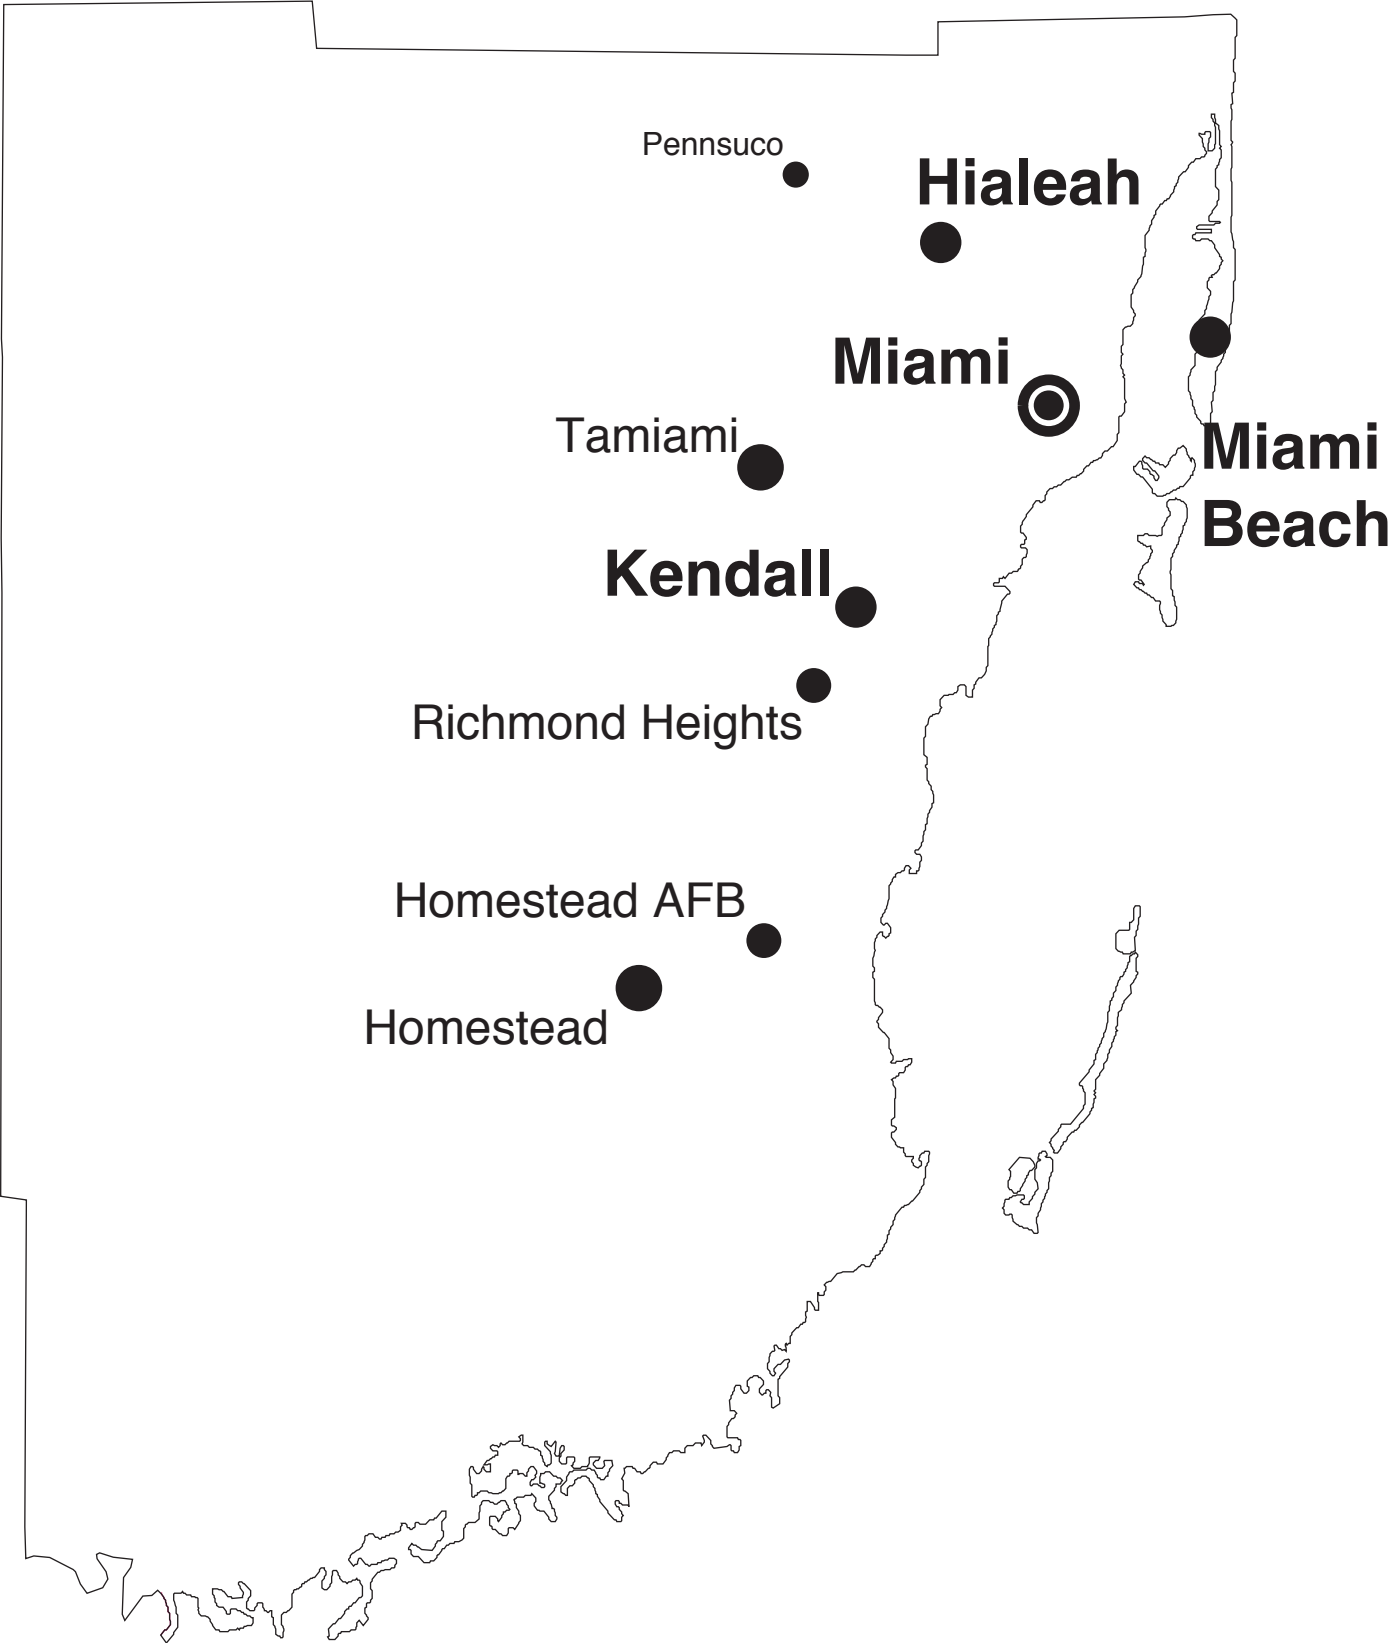 Pennsuco
Hialeah
Miami
Tamiami
Miami
Beach
Kendall
Richmond Heights
Homestead AFB
Homestead